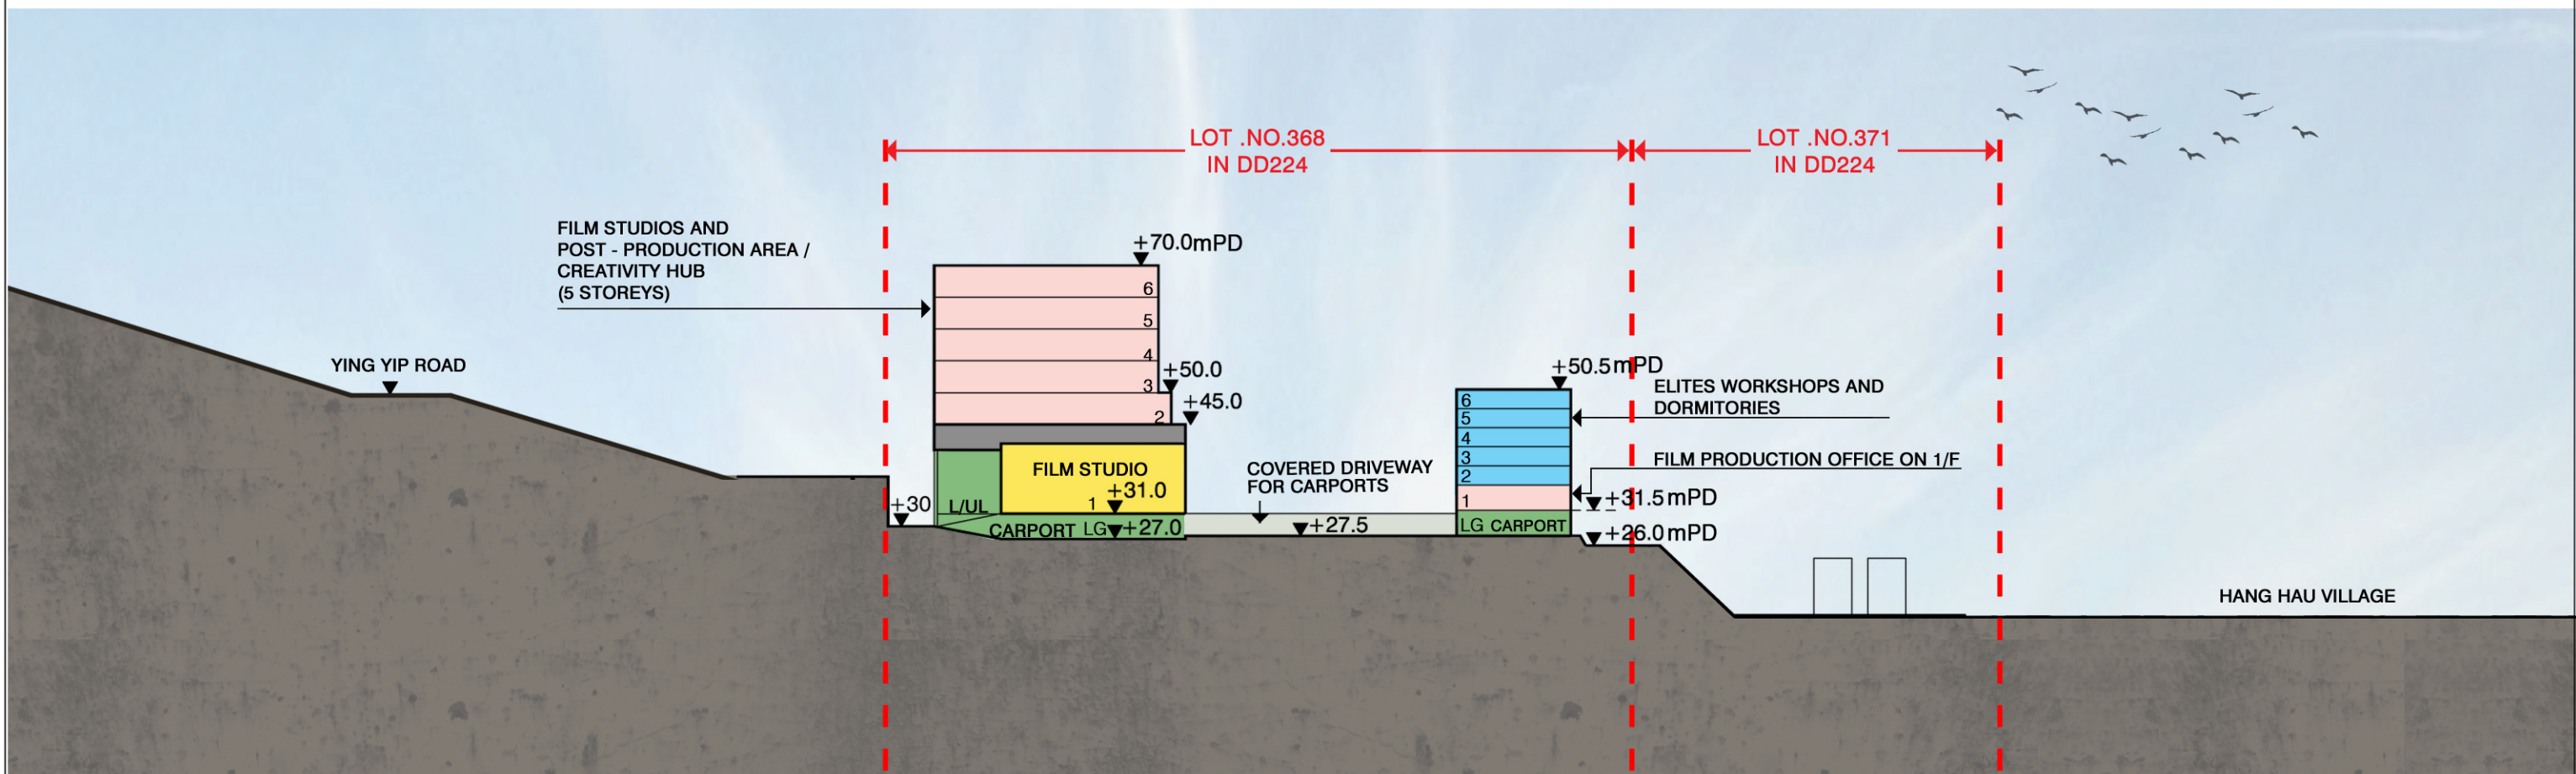 LOT .NO.368
IN DD224
LOT .NO.371
IN DD224
FILM STUDIOS AND
POST - PRODUCTION AREA /
CREATIVITY HUB
(5 STOREYS)
+70.0mPD
6
5
4
3
+50.0
2
+45.0
YING YIP ROAD
FILM STUDIO
+31.0
1
+30
L/UL
CARPORT LG +27.0
COVERED DRIVEWAY
FOR CARPORTS
+27.5
+50.5mPD
6
5
4
3
2
1
LG CARPORT
ELITES WORKSHOPS AND
DORMITORIES
FILM PRODUCTION OFFICE ON 1/F
+31.5mPD
+26.0mPD
HANG HAU VILLAGE